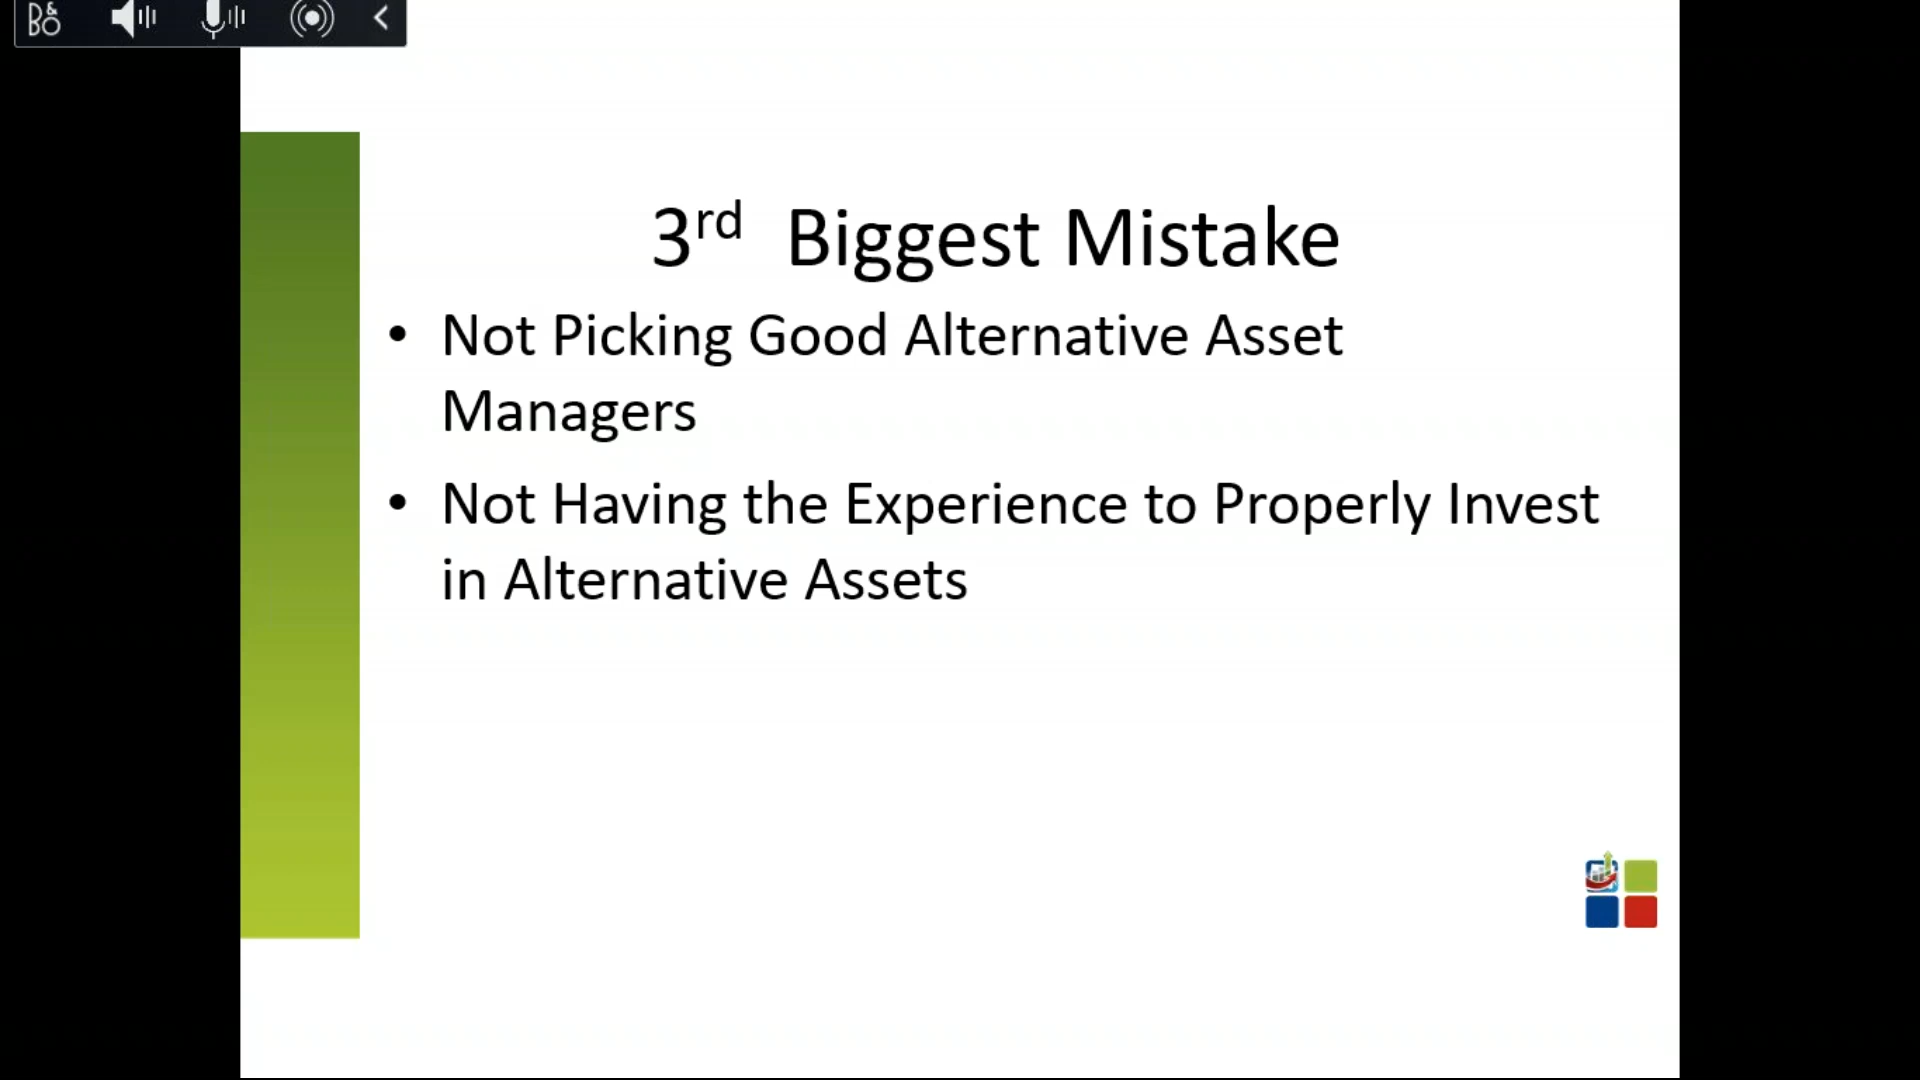 B&O
3rd Biggest Mistake
• Not Picking Good Alternative Asset
Managers
• Not Having the Experience to Properly Invest
in Alternative Assets